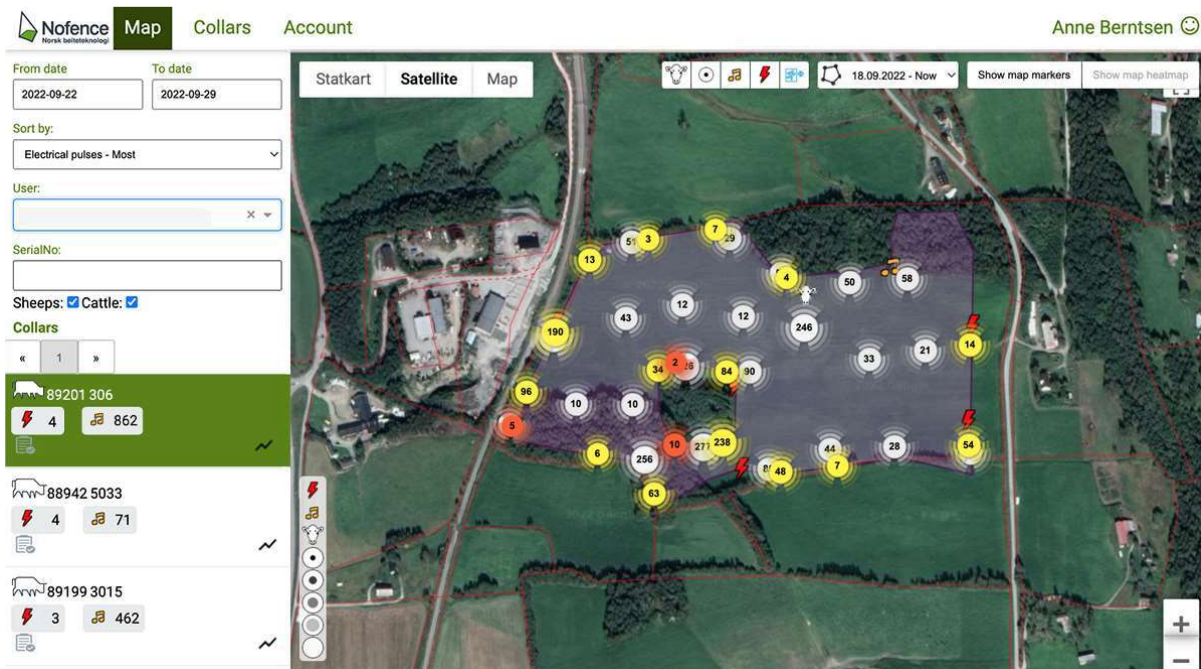 Nofence
Norsk beiteteknologi
Map
Collars
Account
Anne Berntsen
From date
To date
2022-09-22
2022-09-29
Sort by:
Electrical pulses - Most
User:
SerialNo:
Sheeps: Cattle:
Collars
« 1 »
89201 306
4 862
88942 5033
4 71
89199 3015
3 462
Statkart
Satellite
Map
18.09.2022 - Now
Show map markers
Show map heatmap
7
51 3
13
4
50 58
12
43
12
190
246
14
21
33
2
34
84 90
96
10 10
5
10
238
54
28
44
6
256
7
48
63
+
−